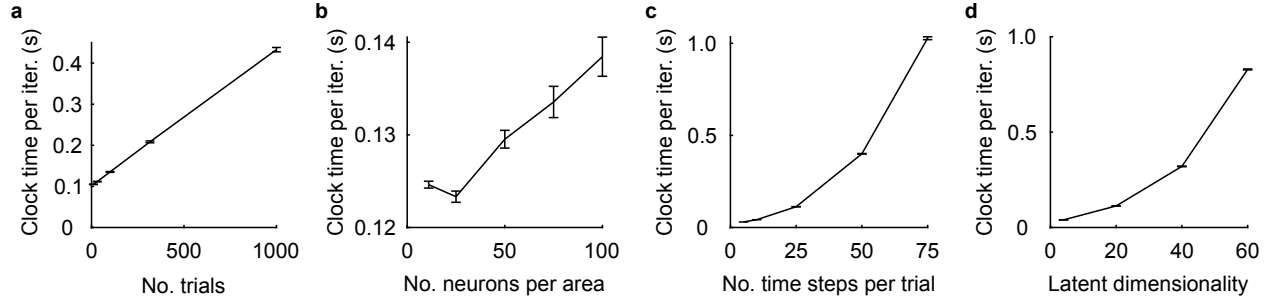 a
Clock time per iter. (s)
0.4
0.3
0.2
0.1
0
0
500
1000
No. trials
b
Clock time per iter. (s)
0.14
0.13
0.12
0
50
100
No. neurons per area
c
Clock time per iter. (s)
1.0
0.5
0
0
25
50
75
No. time steps per trial
d
Clock time per iter. (s)
1.0
0.5
0
0
20
40
60
Latent dimensionality